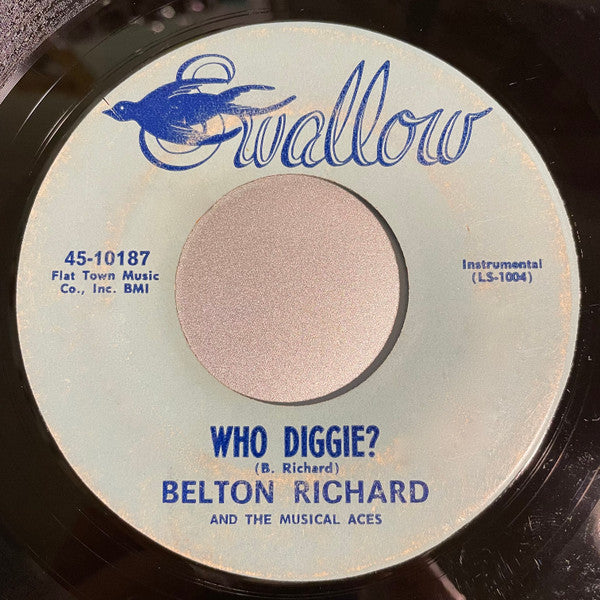 Swallow
45-10187
Flat Town Music
Co., Inc. BMI
Instrumental
(LS-1004)
WHO DIGGIE?
(B. Richard)
BELTON RICHARD
AND THE MUSICAL ACES